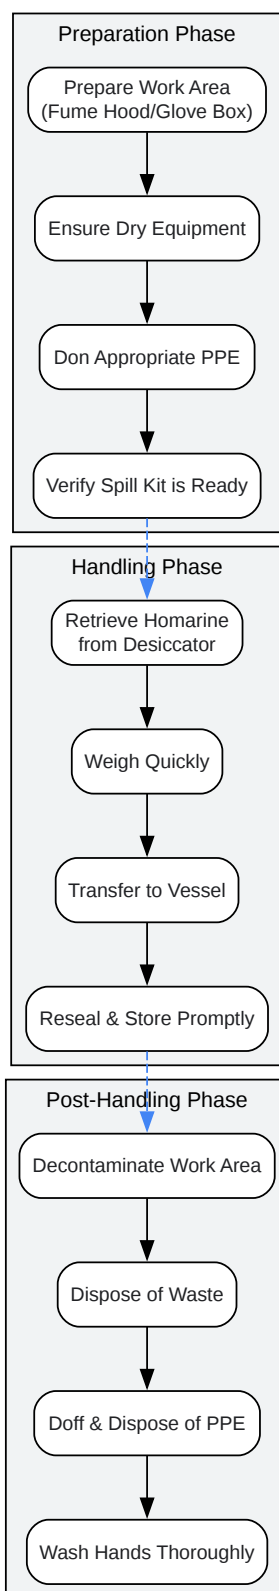 Preparation Phase
Prepare Work Area
(Fume Hood/Glove Box)
Ensure Dry Equipment
Don Appropriate PPE
Verify Spill Kit is Ready
Handling Phase
Retrieve Homarine
from Desiccator
Weigh Quickly
Transfer to Vessel
Reseal & Store Promptly
Post-Handling Phase
Decontaminate Work Area
Dispose of Waste
Doff & Dispose of PPE
Wash Hands Thoroughly